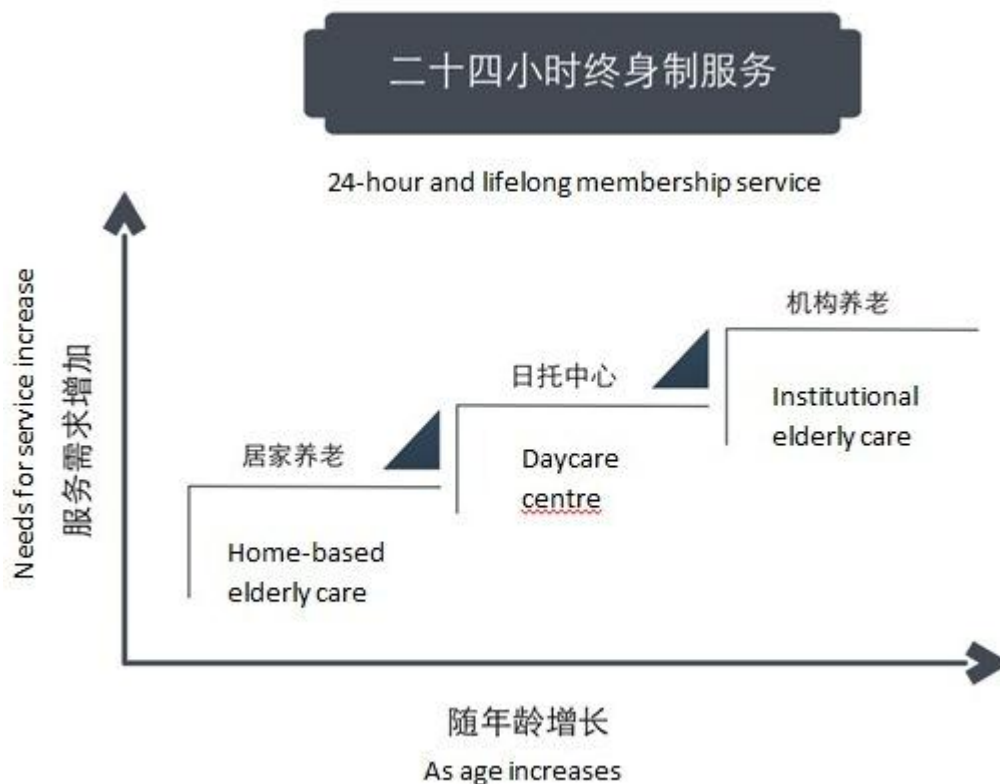 二十四小时终身制服务
24-hour and lifelong membership service
Needs for service increase
服务需求增加
机构养老
Institutional
elderly care
日托中心
Daycare
centre
居家养老
Home-based
elderly care
随年龄增长
As age increases